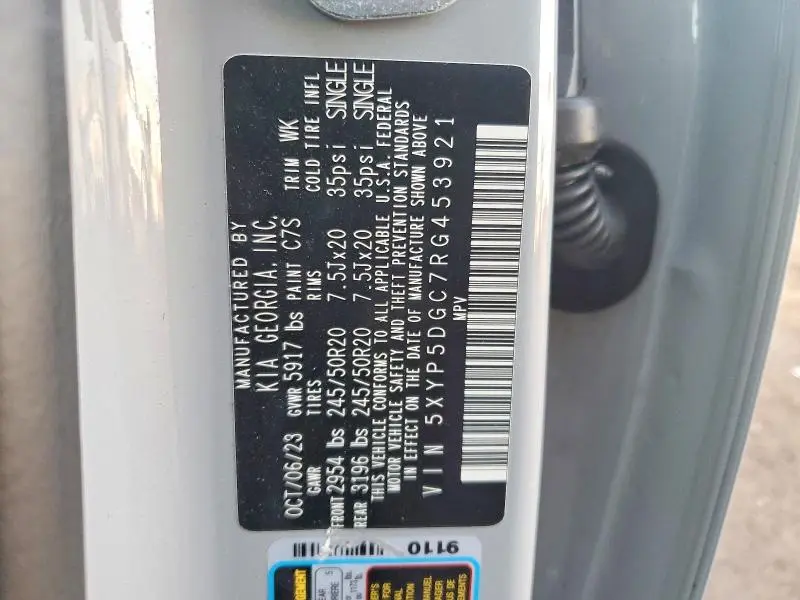 MANUFACTURED BY
KIA GEORGIA, INC.
OCT/06/23 GVWR 5917 lbs PAINT C7S TRIM WK
GAWR TIRES RIMS COLD TIRE INFL
FRONT 2954 lbs 245/50R20 7.5Jx20 35psi SINGLE
REAR 3196 lbs 245/50R20 7.5Jx20 35psi SINGLE
THIS VEHICLE CONFORMS TO ALL APPLICABLE U.S.A. FEDERAL
MOTOR VEHICLE SAFETY AND THEFT PREVENTION STANDARDS
IN EFFECT ON THE DATE OF MANUFACTURE SHOWN ABOVE
VIN 5XYP5DGC7RG453921
MPV
9110